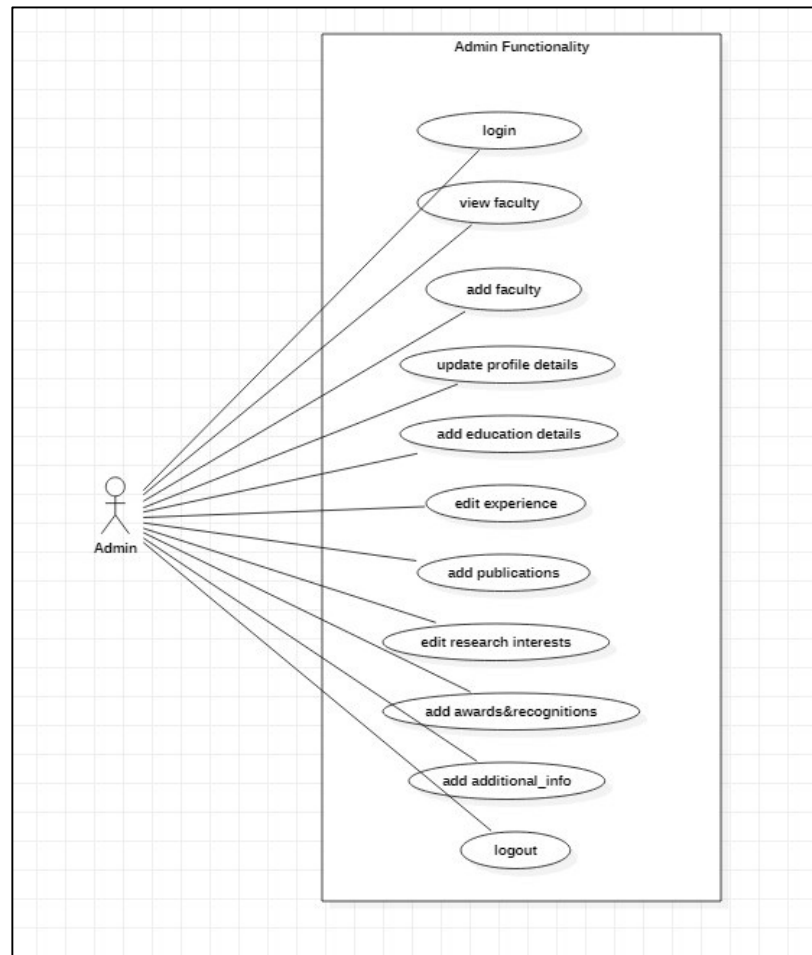 Admin Functionality
login
view faculty
add faculty
update profile details
add education details
edit experience
Admin
add publications
edit research interests
add awards&recognitions
add additional_info
logout